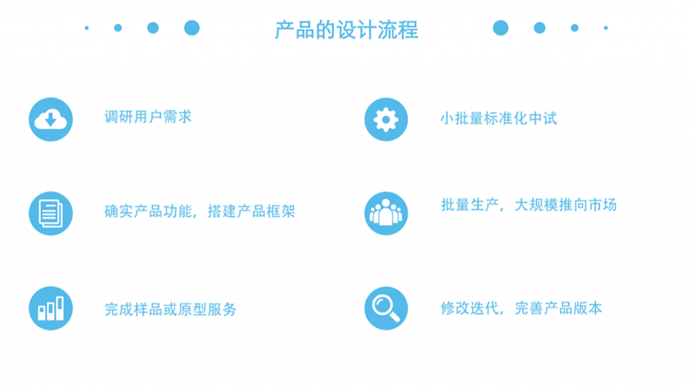 产品的设计流程
调研用户需求
确实产品功能，搭建产品框架
完成样品或原型服务
小批量标准化中试
批量生产，大规模推向市场
修改迭代，完善产品版本